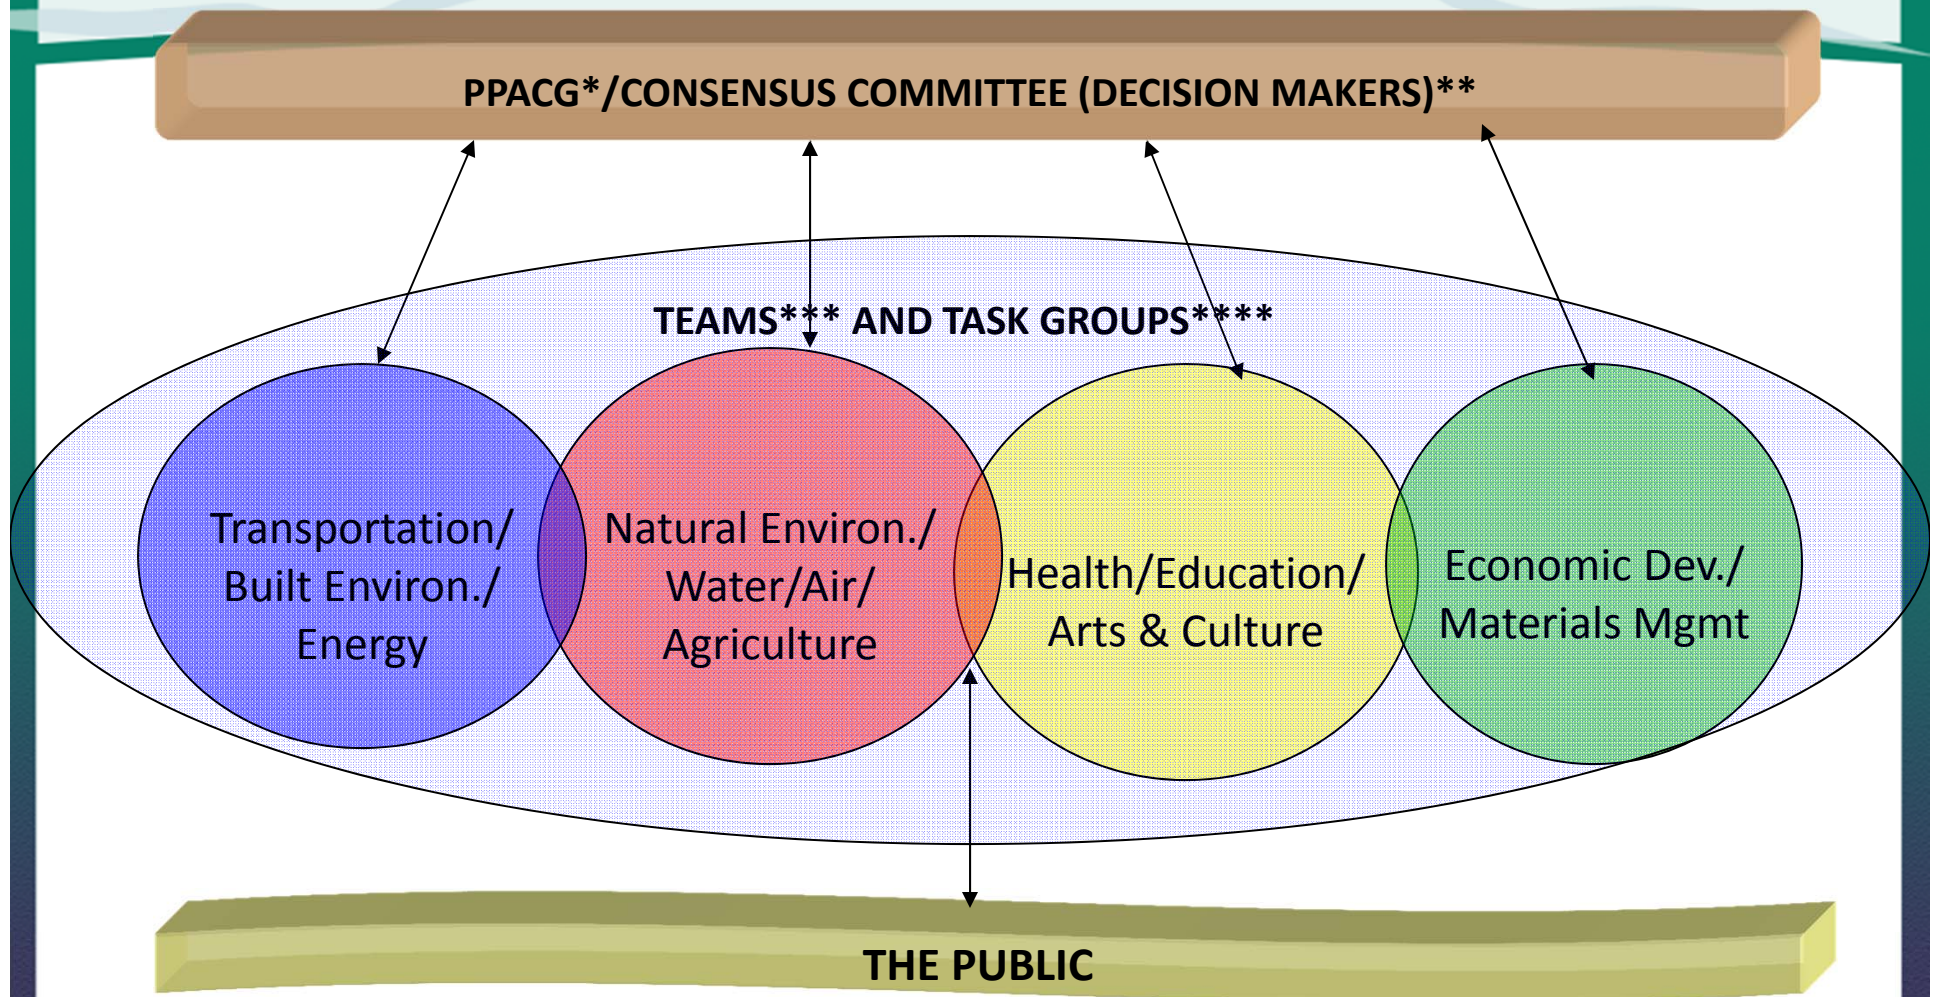 PPACG*/CONSENSUS COMMITTEE (DECISION MAKERS)**
TEAMS*** AND TASK GROUPS****
Transportation/
Built Environ./
Energy
Natural Environ./
Water/Air/
Agriculture
Health/Education/
Arts & Culture
Economic Dev./
Materials Mgmt
THE PUBLIC